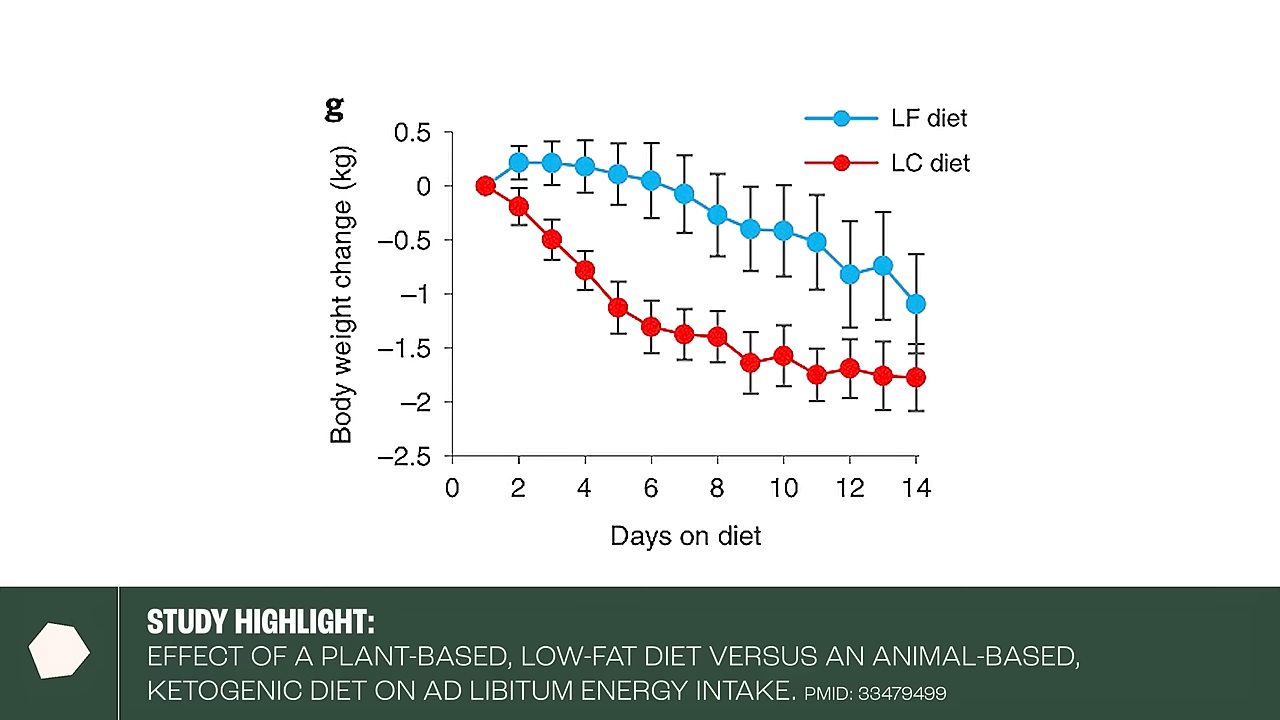 g
LF diet
LC diet
Body weight change (kg)
0.5
0
–0.5
–1
–1.5
–2
–2.5
0 2 4 6 8 10 12 14
Days on diet
STUDY HIGHLIGHT:
EFFECT OF A PLANT-BASED, LOW-FAT DIET VERSUS AN ANIMAL-BASED,
KETOGENIC DIET ON AD LIBITUM ENERGY INTAKE. PMID: 33479499